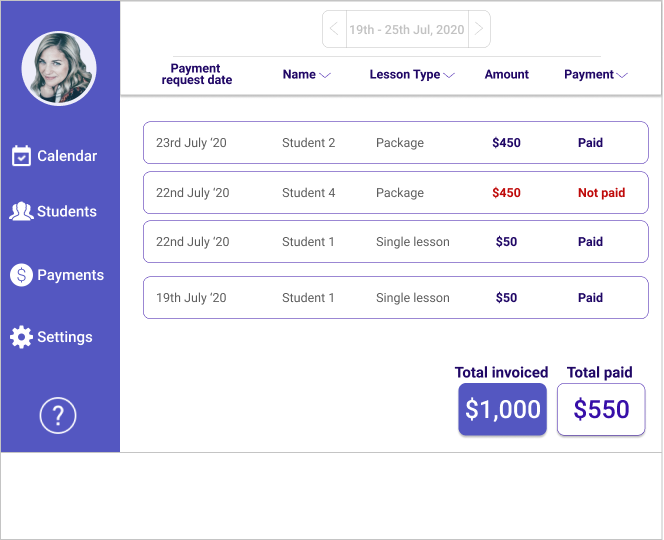 19th - 25th Jul, 2020
Payment
request date
Name
Lesson Type
Amount
Payment
23rd July ‘20 Student 2 Package $450 Paid
22nd July ‘20 Student 4 Package $450 Not paid
22nd July ‘20 Student 1 Single lesson $50 Paid
19th July ‘20 Student 1 Single lesson $50 Paid
Calendar
Students
$ Payments
Settings
?
Total invoiced Total paid
$1,000 $550